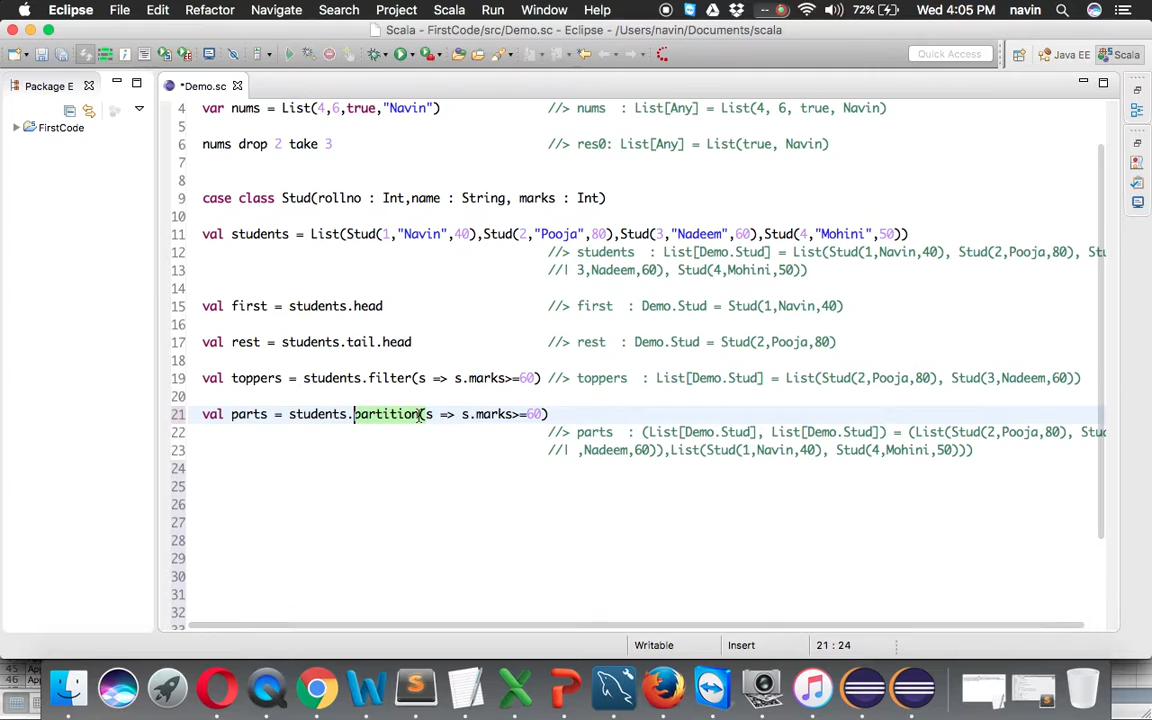 Eclipse File Edit Refactor Navigate Search Project Scala Run Window Help -- 72% Wed 4:05 PM navin
Scala - FirstCode/src/Demo.sc - Eclipse - /Users/navin/Documents/scala
Quick Access Java EE Scala
Package E
*Demo.sc
FirstCode
4 var nums = List(4,6,true,"Navin") //> nums : List[Any] = List(4, 6, true, Navin)
5
6 nums drop 2 take 3 //> res0: List[Any] = List(true, Navin)
7
8
9 case class Stud(rollno : Int,name : String, marks : Int)
10
11 val students = List(Stud(1,"Navin",40),Stud(2,"Pooja",80),Stud(3,"Nadeem",60),Stud(4,"Mohini",50))
12 //> students : List[Demo.Stud] = List(Stud(1,Navin,40), Stud(2,Pooja,80), Stu
13 //| 3,Nadeem,60), Stud(4,Mohini,50))
14
15 val first = students.head //> first : Demo.Stud = Stud(1,Navin,40)
16
17 val rest = students.tail.head //> rest : Demo.Stud = Stud(2,Pooja,80)
18
19 val toppers = students.filter(s => s.marks>=60) //> toppers : List[Demo.Stud] = List(Stud(2,Pooja,80), Stud(3,Nadeem,60))
20
21 val parts = students.partition(s => s.marks>=60)
22 //> parts : (List[Demo.Stud], List[Demo.Stud]) = (List(Stud(2,Pooja,80), Stud
23 //| ,Nadeem,60)),List(Stud(1,Navin,40), Stud(4,Mohini,50)))
24
25
26
27
28
29
30
31
32
Writable Insert 21 : 24
45 App
46 App